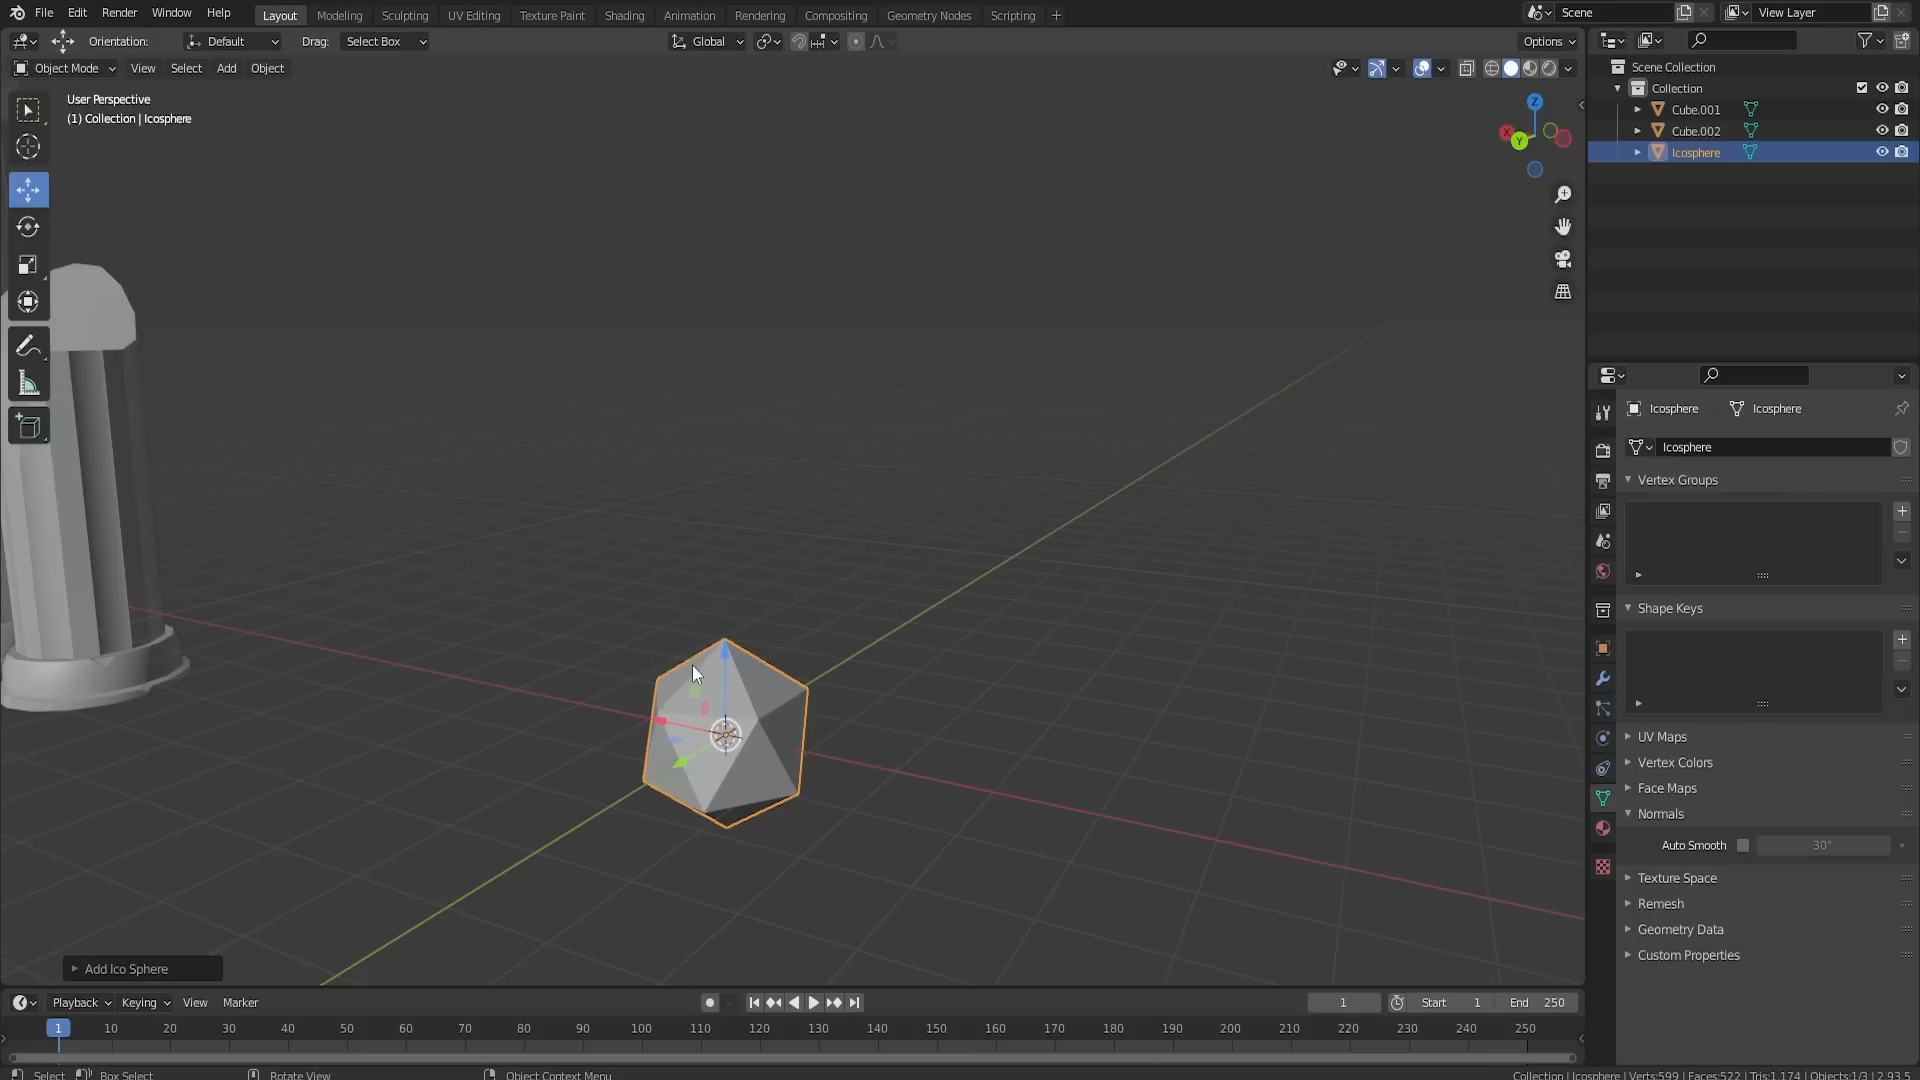 File Edit Render Window Help Layout Modeling Sculpting UV Editing Texture Paint Shading Animation Rendering Compositing Geometry Nodes Scripting + Scene View Layer
Orientation: Default Drag: Select Box Global Options
Object Mode View Select Add Object
User Perspective
(1) Collection | Icosphere
Z
X
Y
Scene Collection
Collection
Cube.001
Cube.002
Icosphere
Icosphere Icosphere
Icosphere
Vertex Groups
Shape Keys
UV Maps
Vertex Colors
Face Maps
Normals
Auto Smooth 30°
Texture Space
Remesh
Geometry Data
Custom Properties
Add Ico Sphere
Playback Keying View Marker 1 Start 1 End 250
1 10 20 30 40 50 60 70 80 90 100 110 120 130 140 150 160 170 180 190 200 210 220 230 240 250
Select Box Select Rotate View Object Context Menu Collection | Icosphere | Verts:599 | Faces:522 | Tris:1,174 | Objects:1/3 | 2.93.5